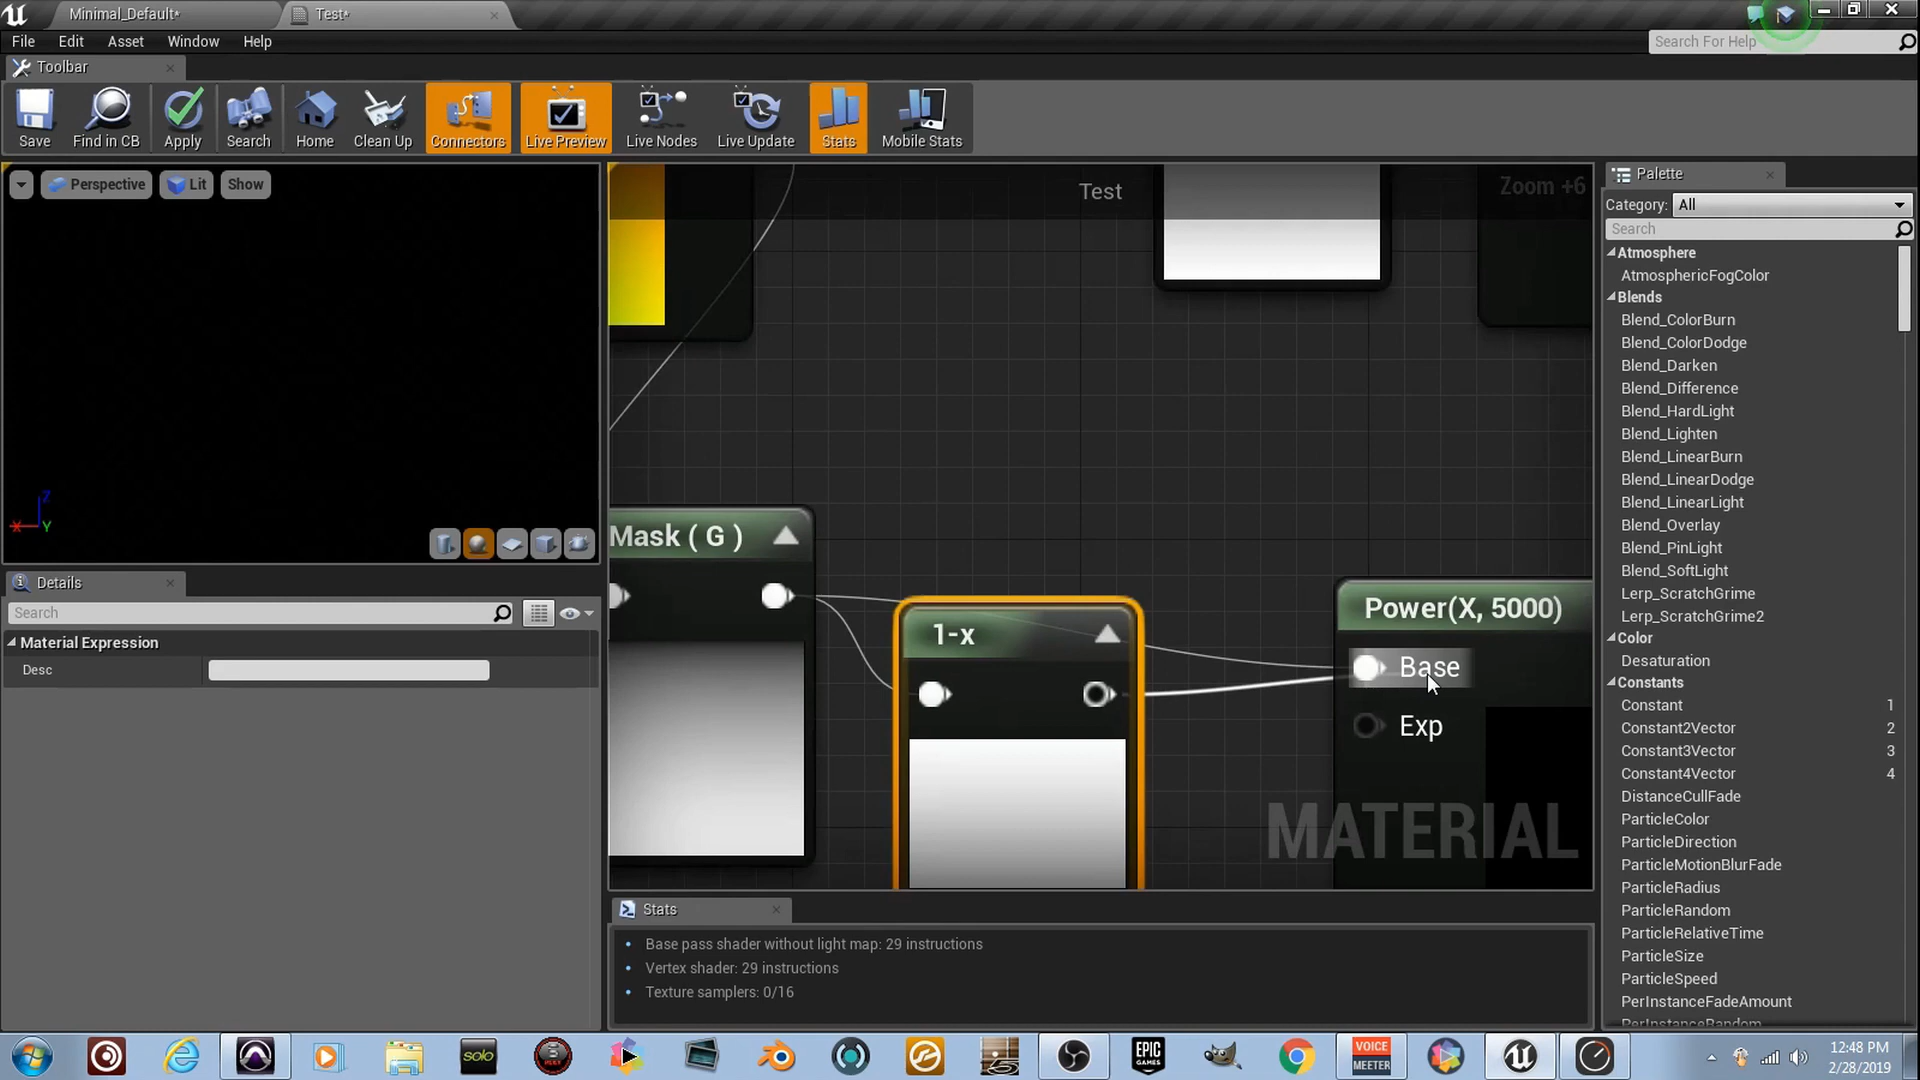 Minimal_Default*
Test*
File
Edit
Asset
Window
Help
Search For Help
Toolbar
Save
Find in CB
Apply
Search
Home
Clean Up
Connectors
Live Preview
Live Nodes
Live Update
Stats
Mobile Stats
Perspective
Lit
Show
Z
X
Y
Details
Search
Material Expression
Desc
Test
Zoom +6
Mask ( G )
1-x
Power(X, 5000)
Base
Exp
MATERIAL
Stats
Base pass shader without light map: 29 instructions
Vertex shader: 29 instructions
Texture samplers: 0/16
Palette
Category: All
Search
Atmosphere
AtmosphericFogColor
Blends
Blend_ColorBurn
Blend_ColorDodge
Blend_Darken
Blend_Difference
Blend_HardLight
Blend_Lighten
Blend_LinearBurn
Blend_LinearDodge
Blend_LinearLight
Blend_Overlay
Blend_PinLight
Blend_SoftLight
Lerp_ScratchGrime
Lerp_ScratchGrime2
Color
Desaturation
Constants
Constant 1
Constant2Vector 2
Constant3Vector 3
Constant4Vector 4
DistanceCullFade
ParticleColor
ParticleDirection
ParticleMotionBlurFade
ParticleRadius
ParticleRandom
ParticleRelativeTime
ParticleSize
ParticleSpeed
PerInstanceFadeAmount
PerInstanceRandom
solo
EPIC GAMES
VOICE MEETER
12:48 PM
2/28/2019